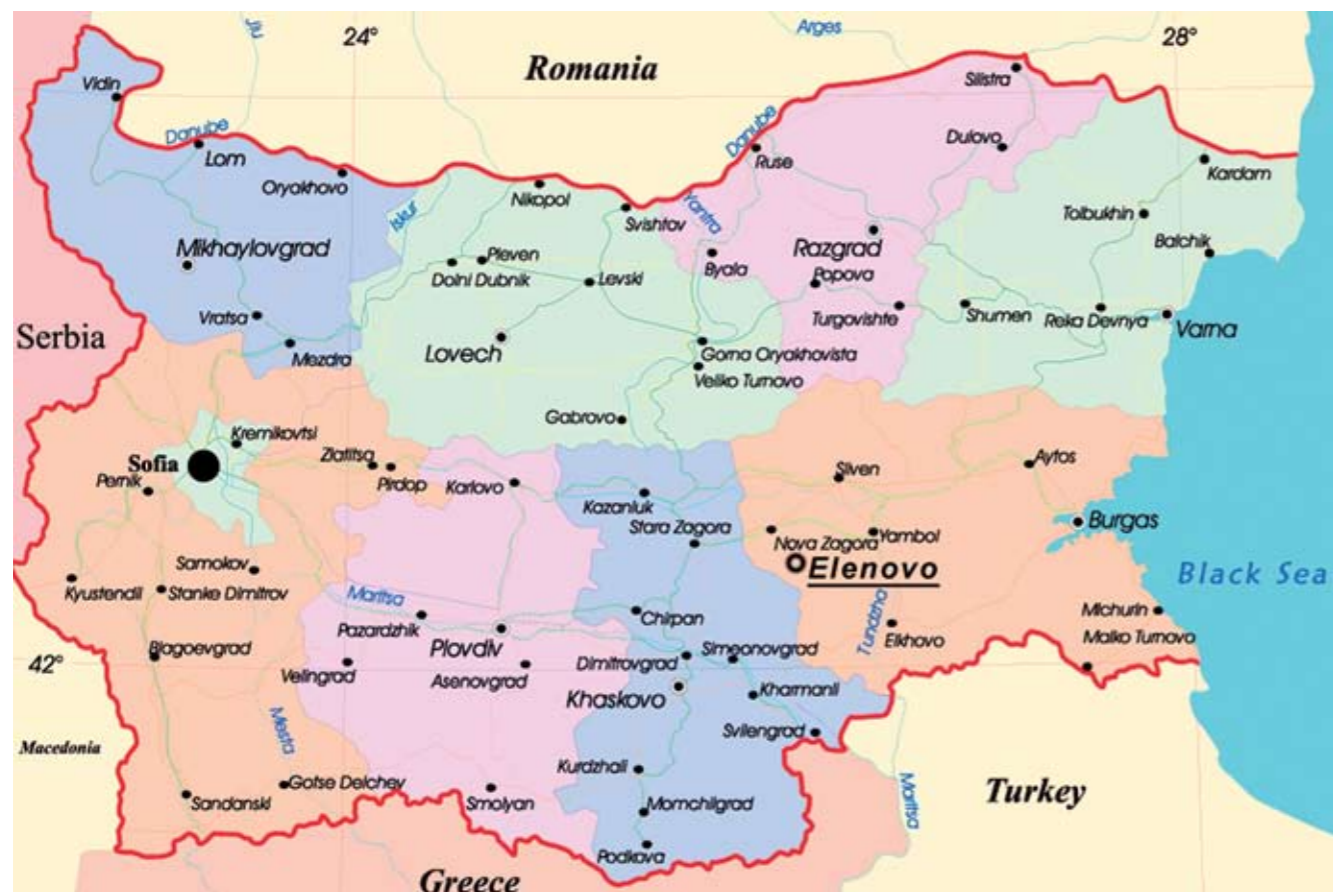 Jiu
24°
Arges
28°
Romania
Vidin
Silistra
Danube
Lom
Danube
Ruse
Dulovo
Oryakhovo
Kardam
Nikopol
Iskur
Svishtov
Yantra
Tolbukhin
Mikhaylovgrad
Razgrad
Balchik
Pleven
Byala
Dolni Dubnik
Levski
Popova
Vratsa
Turgovishte
Shumen
Reka Devnya
Varna
Serbia
Mezdra
Lovech
Gorna Oryakhovista
Veliko Turnovo
Gabrovo
Kremikovtsi
Sofia
Zlatitsa
Aytos
Pernik
Pirdop
Karlovo
Sliven
Kazanluk
Stara Zagora
Burgas
Nova Zagora
Yambol
Samokov
Elenovo
Black Sea
Kyustendil
Stanke Dimitrov
Maritsa
Chirpan
Michurin
Pazardzhik
Plovdiv
Tundzha
Elkhovo
Malko Turnovo
Blagoevgrad
Simeonovgrad
42°
Velingrad
Asenovgrad
Dimitrovgrad
Khaskovo
Kharmanli
Mesta
Svilengrad
Macedonia
Kurdzhali
Gotse Delchev
Maritsa
Turkey
Sandanski
Smolyan
Momchilgrad
Podkova
Greece